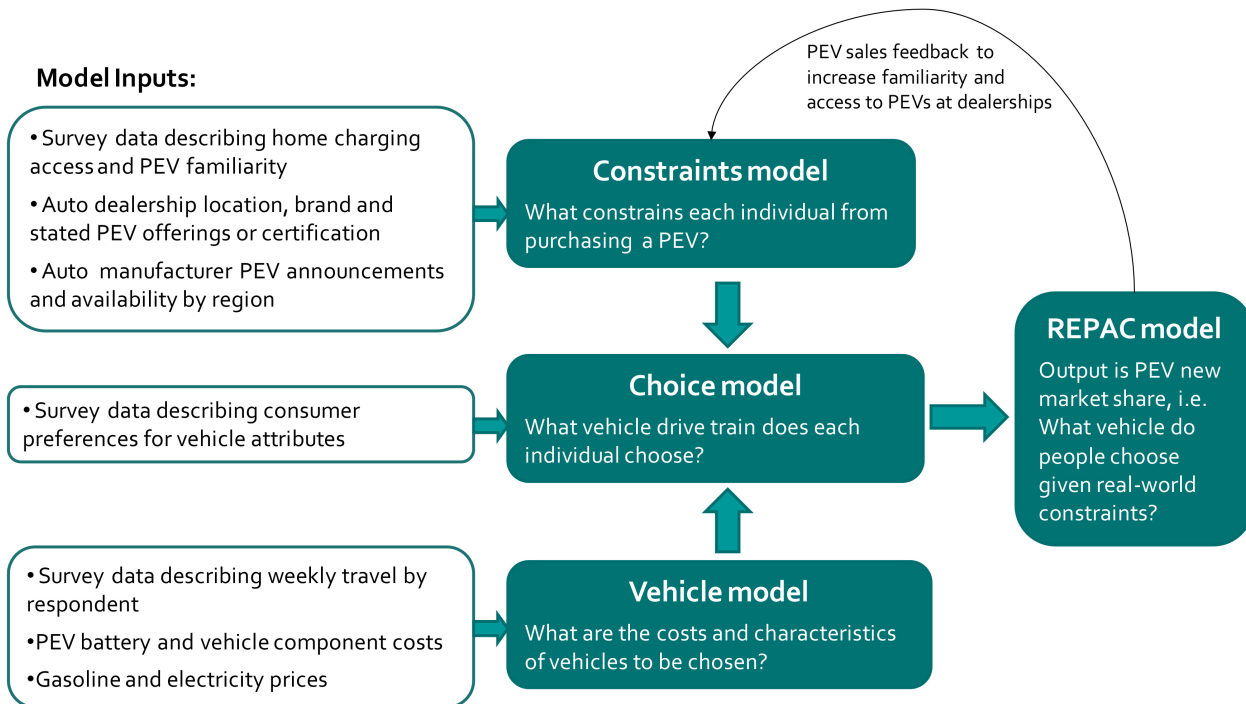 PEV sales feedback to
increase familiarity and
access to PEVs at dealerships
Model Inputs:
• Survey data describing home charging
access and PEV familiarity
• Auto dealership location, brand and
stated PEV offerings or certification
• Auto manufacturer PEV announcements
and availability by region
Constraints model
What constrains each individual from
purchasing a PEV?
• Survey data describing consumer
preferences for vehicle attributes
Choice model
What vehicle drive train does each
individual choose?
REPAC model
Output is PEV new
market share, i.e.
What vehicle do
people choose
given real-world
constraints?
• Survey data describing weekly travel by
respondent
•PEV battery and vehicle component costs
•Gasoline and electricity prices
Vehicle model
What are the costs and characteristics
of vehicles to be chosen?